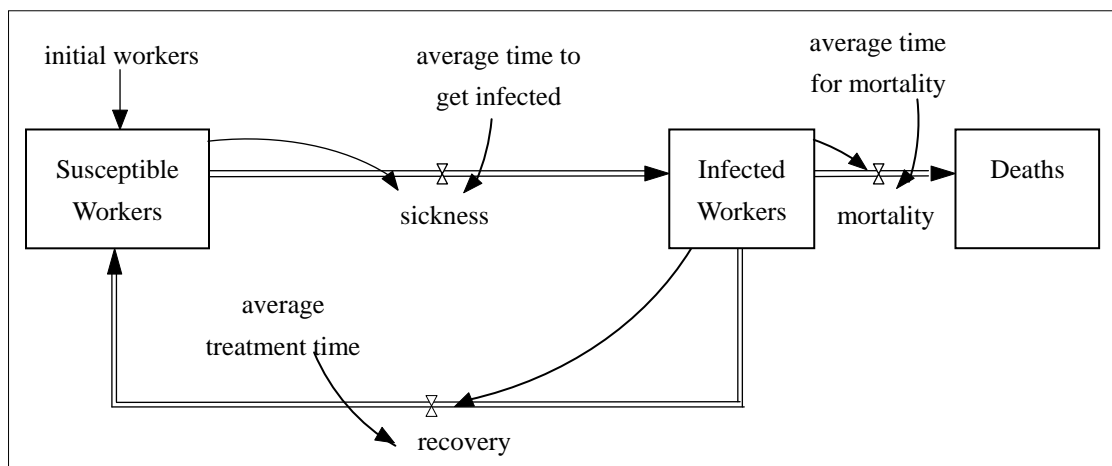 initial workers
average time to
get infected
average time
for mortality
Susceptible
Workers
sickness
Infected
Workers
mortality
Deaths
average
treatment time
recovery